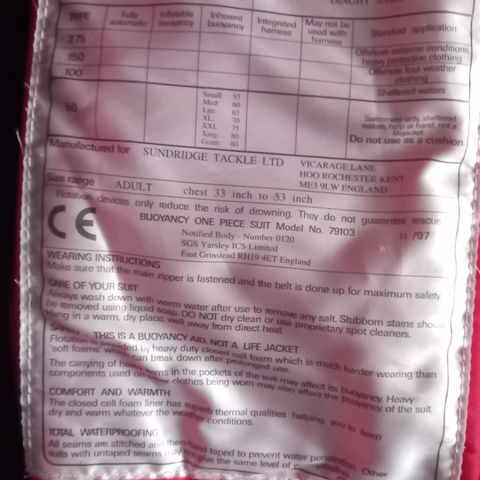 DINGHY
TYPE Fully automatic Inflatable buoyancy Inherent buoyancy Integrated harness May not be used with harness Standard application
275 Offshore extreme conditions, heavy protective clothing
150 Offshore foul weather clothing
100 Sheltered waters
50 Small: 55
Med: 60
Lge: 65
XL: 70
XXL 75
Xing: 80
Giant: 80
Swimmers only, sheltered waters, help at hand, not a lifejacket.
Do not use as a cushion.
Manufactured for SUNDRIDGE TACKLE LTD VICARAGE LANE
HOO ROCHESTER KENT
ME3 9LW ENGLAND
Size range ADULT chest 33 inch to 53 inch
Flotation devices only reduce the risk of drowning. They do not guarantee rescue
CE BUOYANCY ONE PIECE SUIT Model No. 79103 11/97
Notified Body - Number 0120
SGS Yarsley ICS Limited
East Grinstead RH19 4ET England
WEARING INSTRUCTIONS
Make sure that the main zipper is fastened and the belt is done up for maximum safety.
CARE OF YOUR SUIT
Always wash down with warm water after use to remove any salt. Stubborn stains should
be removed using liquid soap. DO NOT dry clean or use proprietary spot cleaners.
Hang in a warm, dry place, well away from direct heat.
THIS IS A BUOYANCY AID, NOT A LIFE JACKET
Flotation is provided by heavy duty closed cell foam which is much harder wearing than
'soft foams' which can break down after prolonged use.
The carrying of in the pockets of the suit may affect its buoyancy. Heavy
components used or clothes being worn may also affect the buoyancy of the suit.
COMFORT AND WARMTH
The closed cell foam liner has superb thermal qualities helping you to keep
dry and warm whatever the weather conditions.
TOTAL WATERPROOFING
All seams are stitched and then hand taped to prevent water penetration. Other
suits with untaped seams may not give the same level of